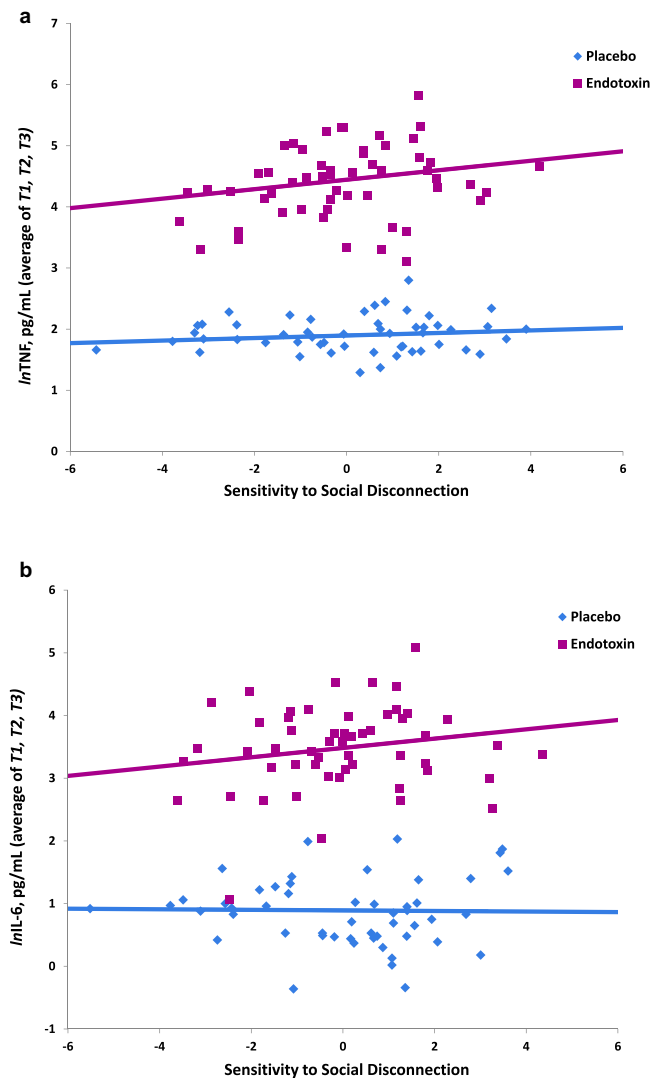 a
7
6
5
4
3
2
1
0
lnTNF, pg/mL (average of T1, T2, T3)
Placebo
Endotoxin
-6 -4 -2 0 2 4 6
Sensitivity to Social Disconnection
b
6
5
4
3
2
1
0
-1
lnIL-6, pg/mL (average of T1, T2, T3)
Placebo
Endotoxin
-6 -4 -2 0 2 4 6
Sensitivity to Social Disconnection